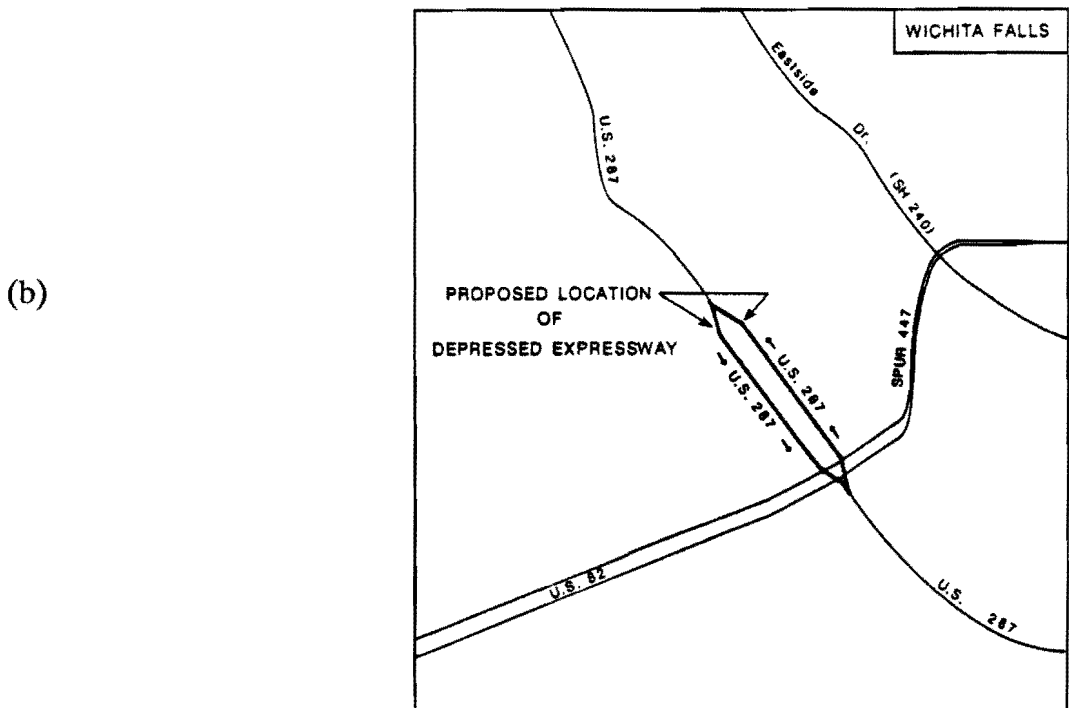 WICHITA FALLS
Eastside Dr. (SH 240)
U.S. 287
(b)
PROPOSED LOCATION
OF
DEPRESSED EXPRESSWAY
U.S. 287
U.S. 287
SPUR 447
U.S. 82
U.S. 287